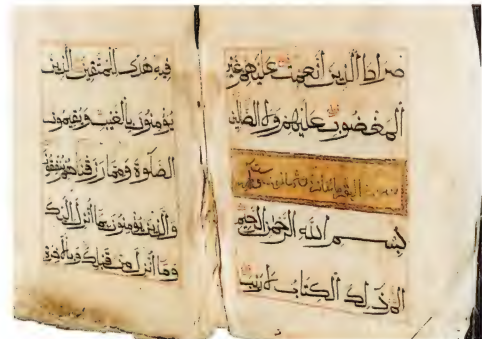 صراط الذين أنعمت عليهم غير
المغضوب عليهم ولا الضالين
بسم الله الرحمن الرحيم
الم ذلك الكتاب لا ريب
فيه هدى للمتقين الذين
يؤمنون بالغيب ويقيمون
الصلوة ومما رزقناهم ينفقون
والذين يؤمنون بما أنزل إليك
وما أنزل من قبلك وبالآخرة